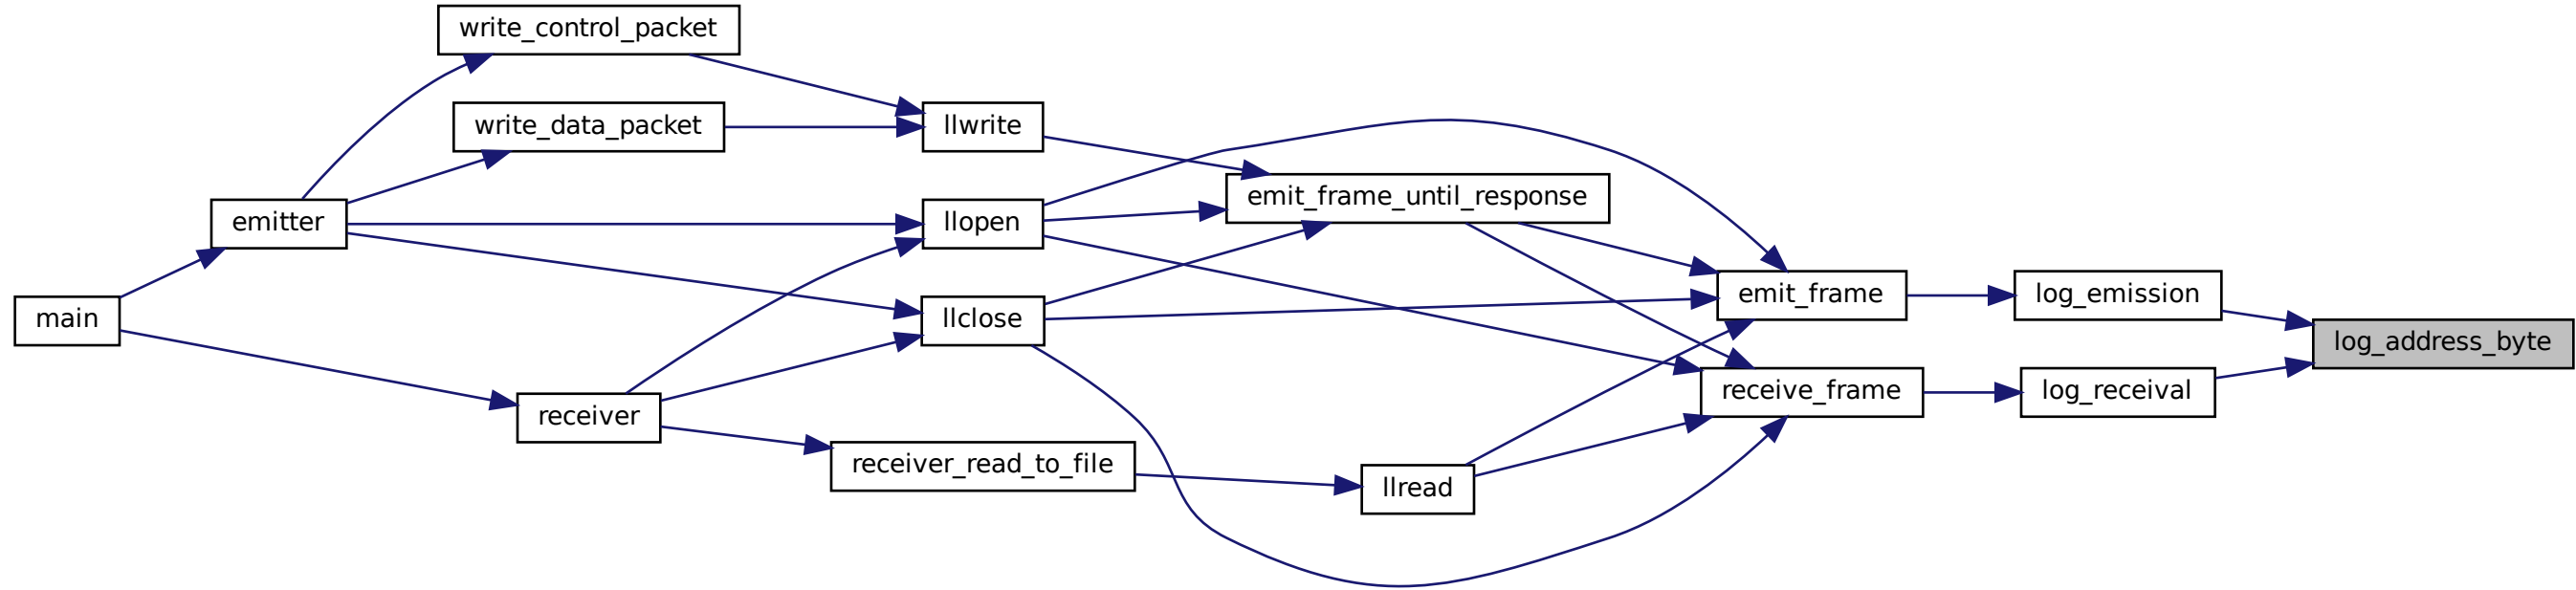 write_control_packet
write_data_packet
llwrite
emit_frame_until_response
emitter
llopen
main
llclose
emit_frame
log_emission
log_address_byte
receiver
receive_frame
log_receival
receiver_read_to_file
llread